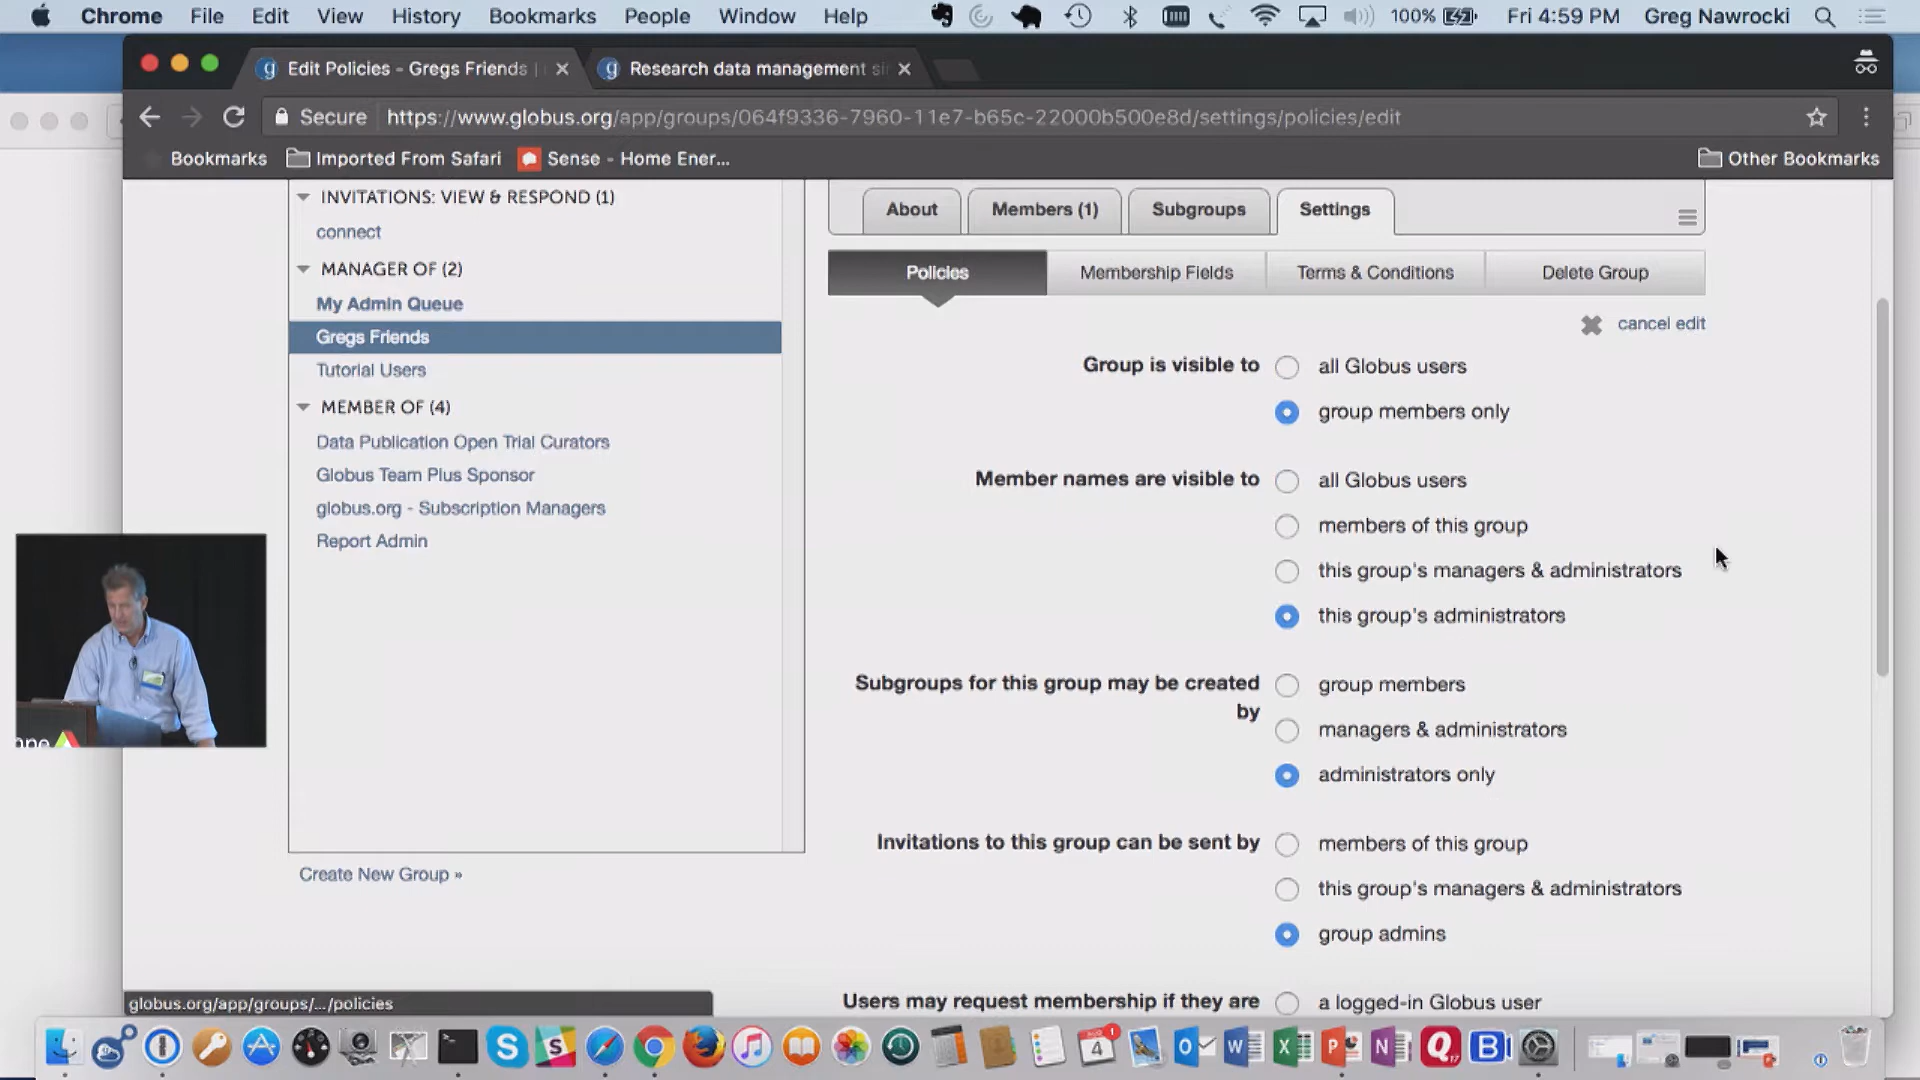 Chrome File Edit View History Bookmarks People Window Help 100% Fri 4:59 PM Greg Nawrocki
Edit Policies - Gregs Friends |
Research data management si
Secure https://www.globus.org/app/groups/064f9336-7960-11e7-b65c-22000b500e8d/settings/policies/edit
Bookmarks Imported From Safari Sense - Home Ener... Other Bookmarks
INVITATIONS: VIEW & RESPOND (1)
connect
MANAGER OF (2)
My Admin Queue
Gregs Friends
Tutorial Users
MEMBER OF (4)
Data Publication Open Trial Curators
Globus Team Plus Sponsor
globus.org - Subscription Managers
Report Admin
Create New Group »
About Members (1) Subgroups Settings
Policies Membership Fields Terms & Conditions Delete Group
cancel edit
Group is visible to
all Globus users
group members only
Member names are visible to
all Globus users
members of this group
this group's managers & administrators
this group's administrators
Subgroups for this group may be created
by
group members
managers & administrators
administrators only
Invitations to this group can be sent by
members of this group
this group's managers & administrators
group admins
Users may request membership if they are
a logged-in Globus user
globus.org/app/groups/.../policies